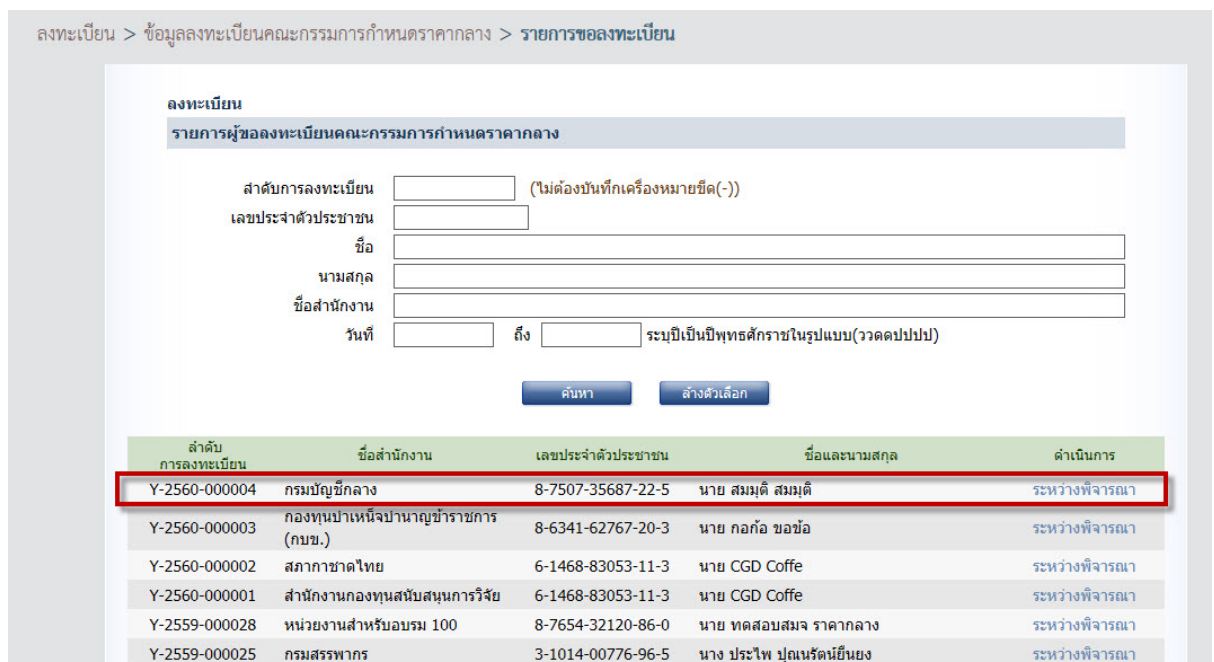 ลงทะเบียน > ข้อมูลลงทะเบียนคณะกรรมการกำหนดราคากลาง > รายการขอลงทะเบียน
ลงทะเบียน
รายการผู้ขอลงทะเบียนคณะกรรมการกำหนดราคากลาง
ลำดับการลงทะเบียน (ไม่ต้องบันทึกเครื่องหมายขีด(-))
เลขประจำตัวประชาชน
ชื่อ
นามสกุล
ชื่อสำนักงาน
วันที่ ถึง ระบุปีเป็นปีพุทธศักราชในรูปแบบ(ววดดปปปป)
ค้นหา ล้างตัวเลือก
ลำดับ
การลงทะเบียน ชื่อสำนักงาน เลขประจำตัวประชาชน ชื่อและนามสกุล ดำเนินการ
Y-2560-000004 กรมบัญชีกลาง 8-7507-35687-22-5 นาย สมมุติ สมมุติ ระหว่างพิจารณา
Y-2560-000003 กองทุนบำเหน็จบำนาญข้าราชการ
(กบข.) 8-6341-62767-20-3 นาย กอก้อ ขอข้อ ระหว่างพิจารณา
Y-2560-000002 สภากาชาดไทย 6-1468-83053-11-3 นาย CGD Coffe ระหว่างพิจารณา
Y-2560-000001 สำนักงานกองทุนสนับสนุนการวิจัย 6-1468-83053-11-3 นาย CGD Coffe ระหว่างพิจารณา
Y-2559-000028 หน่วยงานสำหรับอบรม 100 8-7654-32120-86-0 นาย ทดสอบสมจ ราคากลาง ระหว่างพิจารณา
Y-2559-000025 กรมสรรพากร 3-1014-00776-96-5 นาง ประไพ ปุณนรัตน์ยืนยง ระหว่างพิจารณา